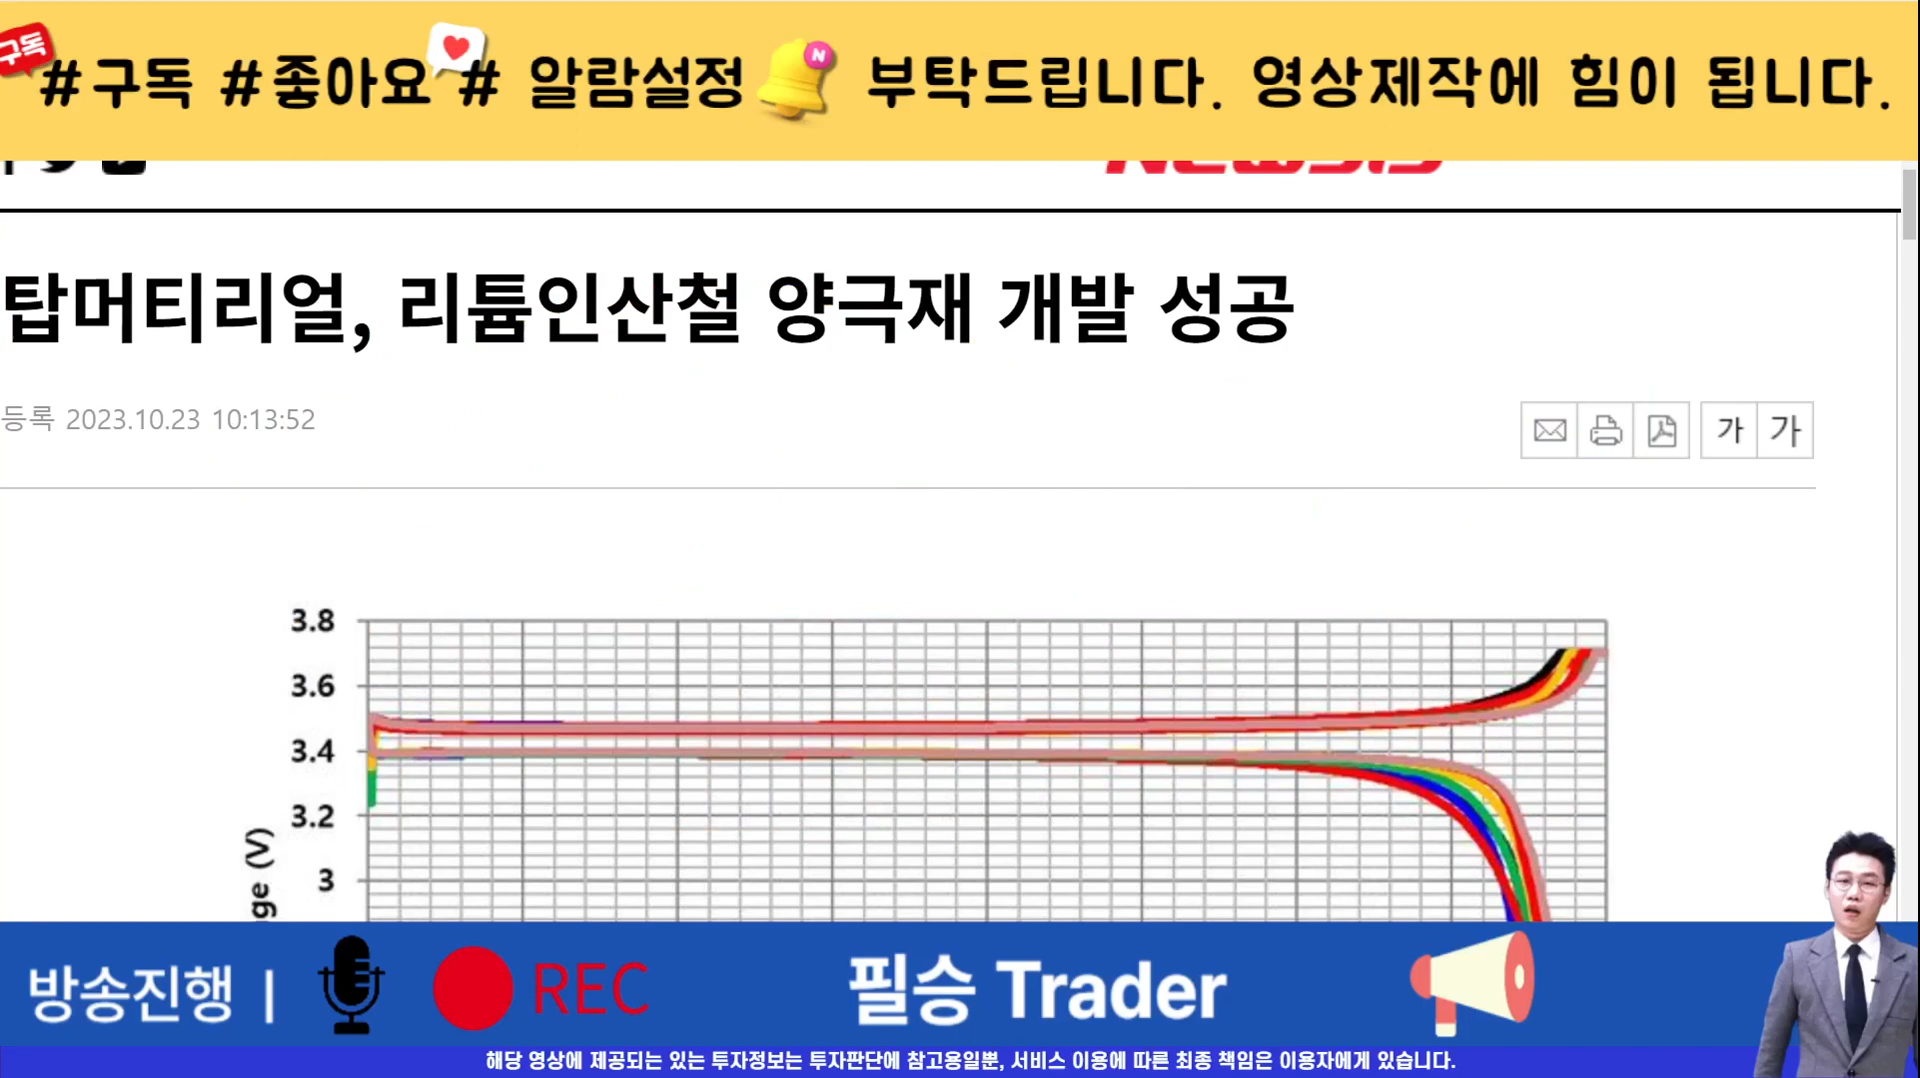 구독
#구독 #좋아요 # 알람설정 N 부탁드립니다. 영상제작에 힘이 됩니다.
탑머티리얼, 리튬인산철 양극재 개발 성공
등록 2023.10.23 10:13:52
가 가
3.8
3.6
3.4
3.2
3
ge (V)
방송진행 | REC 필승 Trader
해당 영상에 제공되는 있는 투자정보는 투자판단에 참고용일뿐, 서비스 이용에 따른 최종 책임은 이용자에게 있습니다.